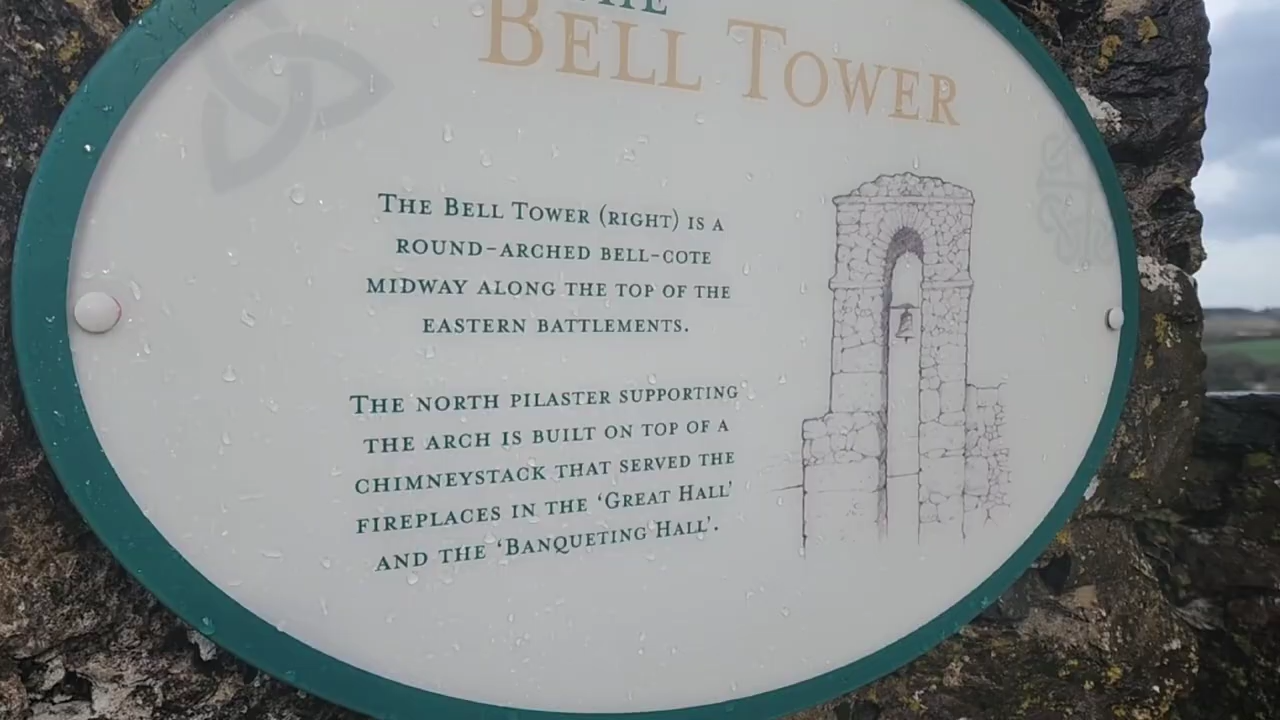 THE
BELL TOWER
THE BELL TOWER (RIGHT) IS A
ROUND-ARCHED BELL-COTE
MIDWAY ALONG THE TOP OF THE
EASTERN BATTLEMENTS.
THE NORTH PILASTER SUPPORTING
THE ARCH IS BUILT ON TOP OF A
CHIMNEYSTACK THAT SERVED THE
FIREPLACES IN THE ‘GREAT HALL’
AND THE ‘BANQUETING HALL’.